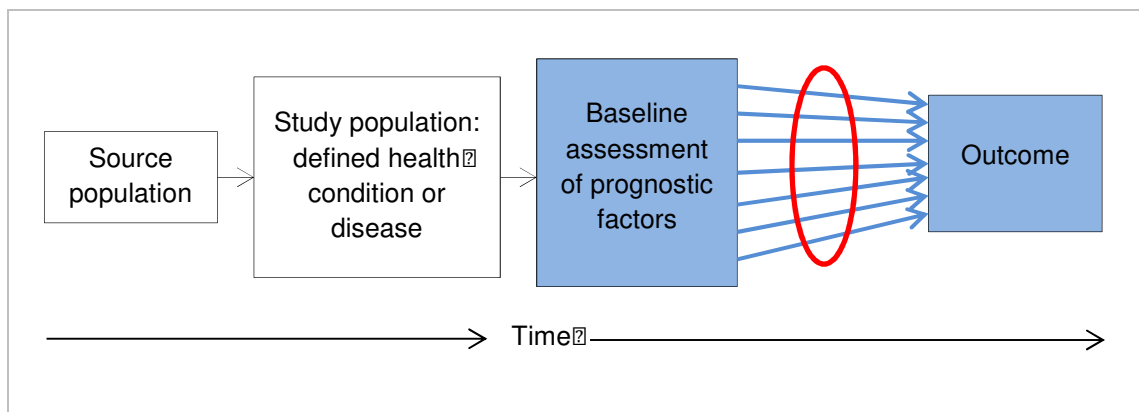 Source
population
Study population:
defined health⍰
condition or
disease
Baseline
assessment
of prognostic
factors
Outcome
Time⍰